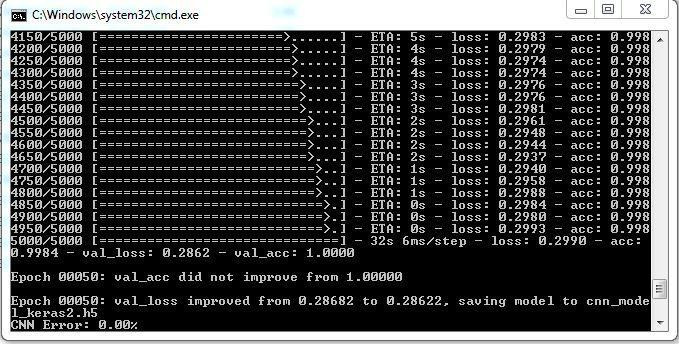 C:\Windows\system32\cmd.exe
4150/5000 [==========================>......] - ETA: 5s - loss: 0.2983 - acc: 0.998
4200/5000 [===========================>.....] - ETA: 4s - loss: 0.2979 - acc: 0.998
4250/5000 [===========================>.....] - ETA: 4s - loss: 0.2974 - acc: 0.998
4300/5000 [===========================>.....] - ETA: 4s - loss: 0.2974 - acc: 0.998
4350/5000 [============================>....] - ETA: 3s - loss: 0.2976 - acc: 0.998
4400/5000 [============================>....] - ETA: 3s - loss: 0.2976 - acc: 0.998
4450/5000 [============================>....] - ETA: 3s - loss: 0.2981 - acc: 0.998
4500/5000 [=============================>...] - ETA: 2s - loss: 0.2961 - acc: 0.998
4550/5000 [=============================>...] - ETA: 2s - loss: 0.2948 - acc: 0.998
4600/5000 [=============================>...] - ETA: 2s - loss: 0.2944 - acc: 0.998
4650/5000 [=============================>...] - ETA: 2s - loss: 0.2937 - acc: 0.998
4700/5000 [==============================>..] - ETA: 1s - loss: 0.2940 - acc: 0.998
4750/5000 [==============================>..] - ETA: 1s - loss: 0.2958 - acc: 0.998
4800/5000 [==============================>..] - ETA: 1s - loss: 0.2988 - acc: 0.998
4850/5000 [===============================>.] - ETA: 0s - loss: 0.2984 - acc: 0.998
4900/5000 [===============================>.] - ETA: 0s - loss: 0.2980 - acc: 0.998
4950/5000 [===============================>.] - ETA: 0s - loss: 0.2993 - acc: 0.998
5000/5000 [=================================] - 32s 6ms/step - loss: 0.2990 - acc:
0.9984 - val_loss: 0.2862 - val_acc: 1.0000
Epoch 00050: val_acc did not improve from 1.00000
Epoch 00050: val_loss improved from 0.28682 to 0.28622, saving model to cnn_mode
l_keras2.h5
CNN Error: 0.00%